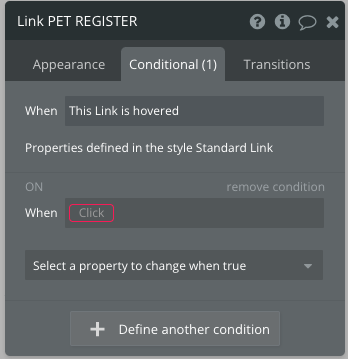 Link PET REGISTER
Appearance
Conditional (1)
Transitions
When This Link is hovered
Properties defined in the style Standard Link
ON remove condition
When Click
Select a property to change when true
Define another condition